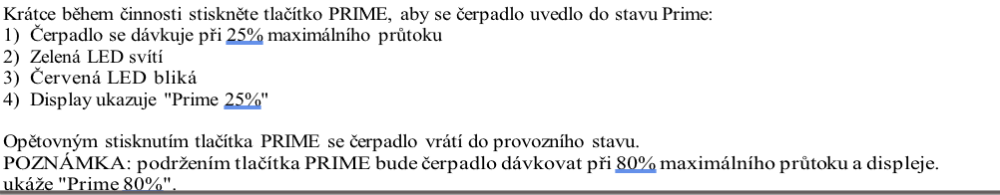 Krátce během činnosti stiskněte tlačítko PRIME, aby se čerpadlo uvedlo do stavu Prime:
1) Čerpadlo se dávkuje při 25% maximálního průtoku
2) Zelená LED svítí
3) Červená LED bliká
4) Display ukazuje "Prime 25%"
Opětovným stisknutím tlačítka PRIME se čerpadlo vrátí do provozního stavu.
POZNÁMKA: podržením tlačítka PRIME bude čerpadlo dávkovat při 80% maximálního průtoku a displeje.
ukáže "Prime 80%".